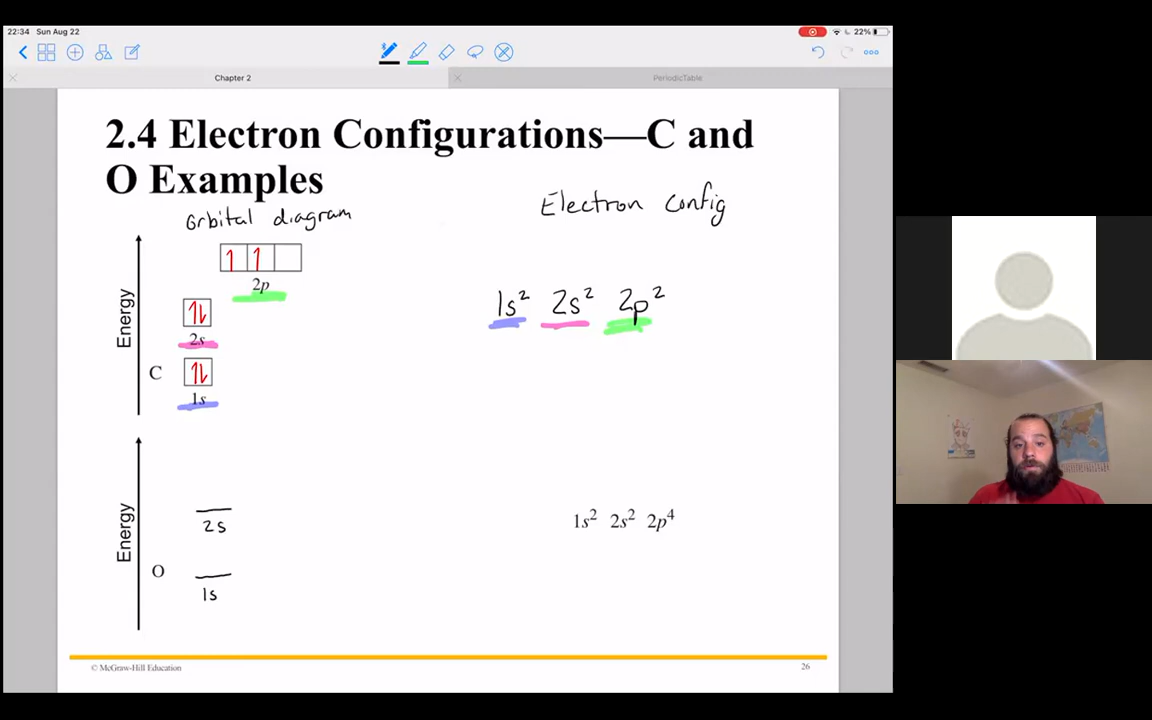 22:34 Sun Aug 22
22%
Chapter 2
PeriodicTable
2.4 Electron Configurations—C and
O Examples
Orbital diagram
Electron config
Energy
C
2p
2s
1s
1s² 2s² 2p²
Energy
O
2s
1s
1s² 2s² 2p⁴
© McGraw-Hill Education
26